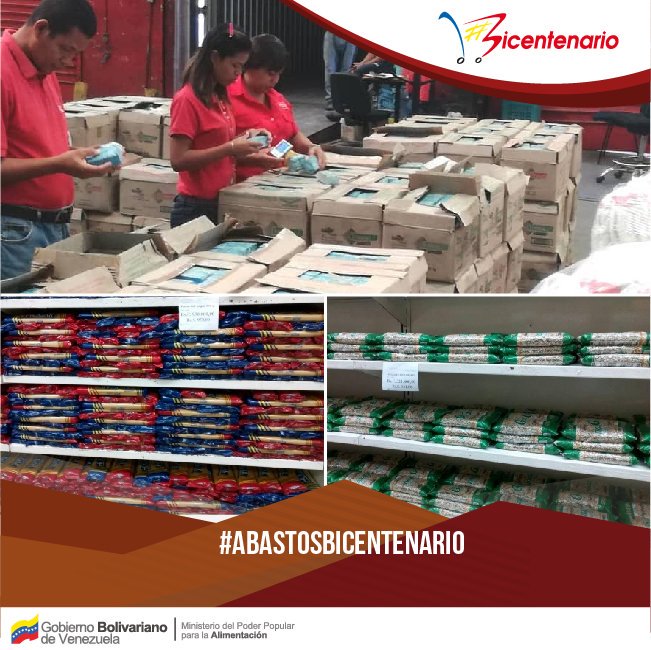 Bicentenario
#ABASTOSBICENTENARIO
Gobierno Bolivariano
de Venezuela
Ministerio del Poder Popular
para la Alimentación